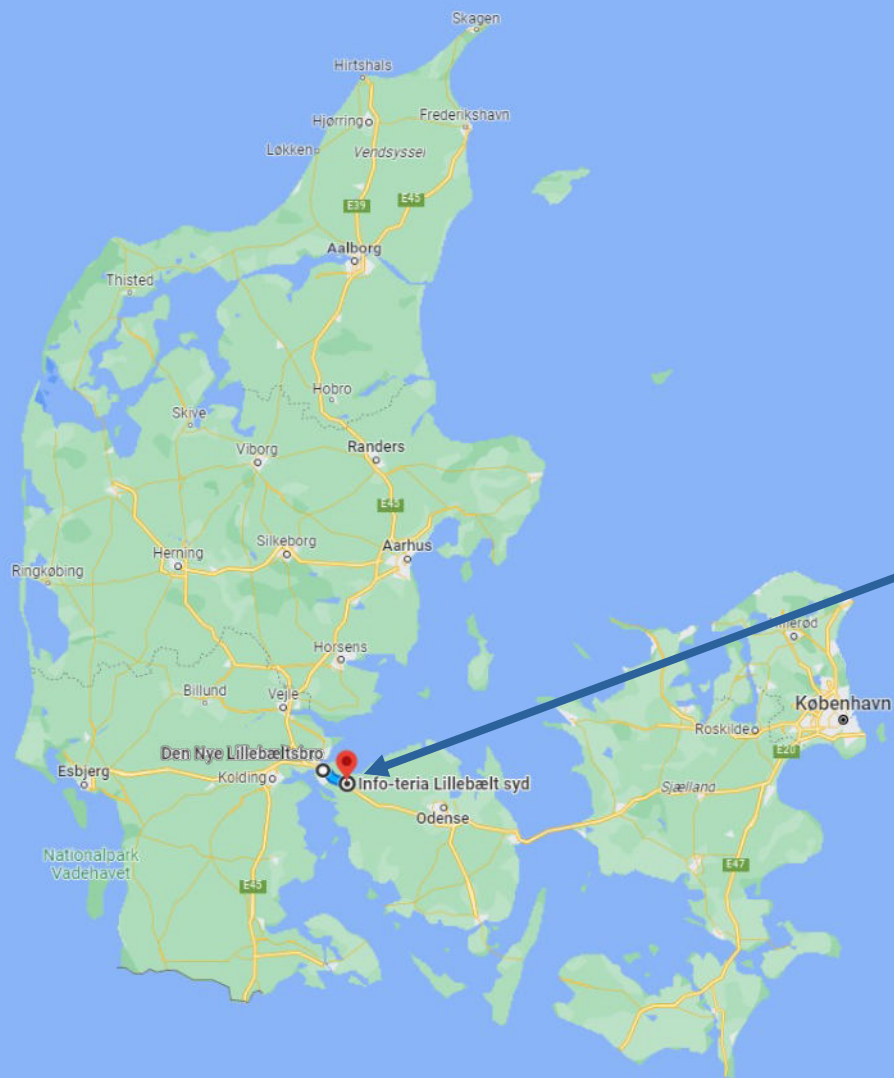 Skagen
Hirtshals
Frederikshavn
Hjørring
Løkken
Vendsyssel
E39
E45
Aalborg
Thisted
Hobro
Skive
Viborg
Randers
E45
Silkeborg
Aarhus
Herning
Ringkøbing
Horsens
Billund
Vejle
København
Roskilde
E20
Den Nye Lillebæltsbro
Esbjerg
Kolding
Info-teria Lillebælt syd
Sjælland
Odense
Nationalpark
Vadehavet
E47
E45